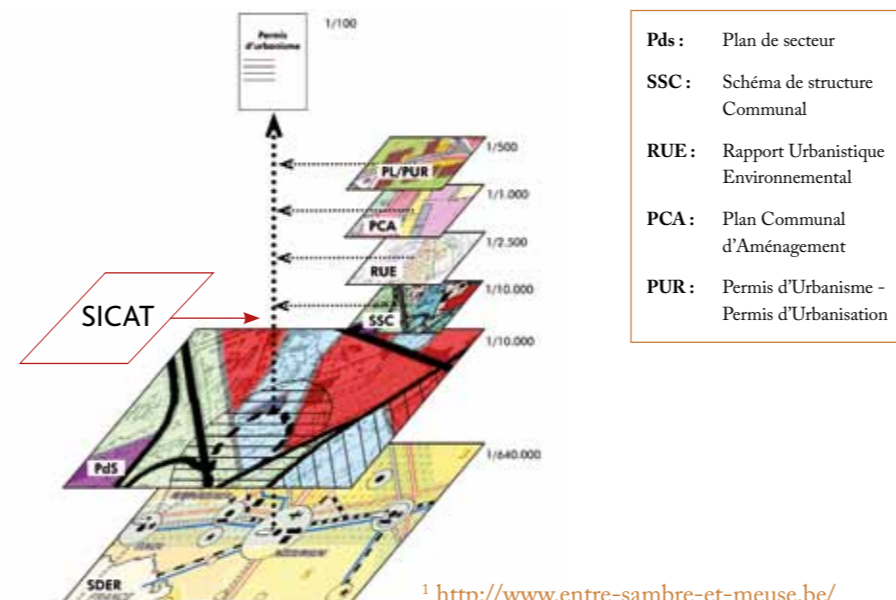 1/100
Permis
d'urbanisme
1/500
PL/PUR
1/1.000
PCA
1/2.500
RUE
1/10.000
SSC
SICAT
1/10.000
PdS
1/640.000
SDER
FRANCE
Pds : Plan de secteur
SSC : Schéma de structure
Communal
RUE : Rapport Urbanistique
Environnemental
PCA : Plan Communal
d'Aménagement
PUR : Permis d'Urbanisme -
Permis d'Urbanisation
1 http://www.entre-sambre-et-meuse.be/